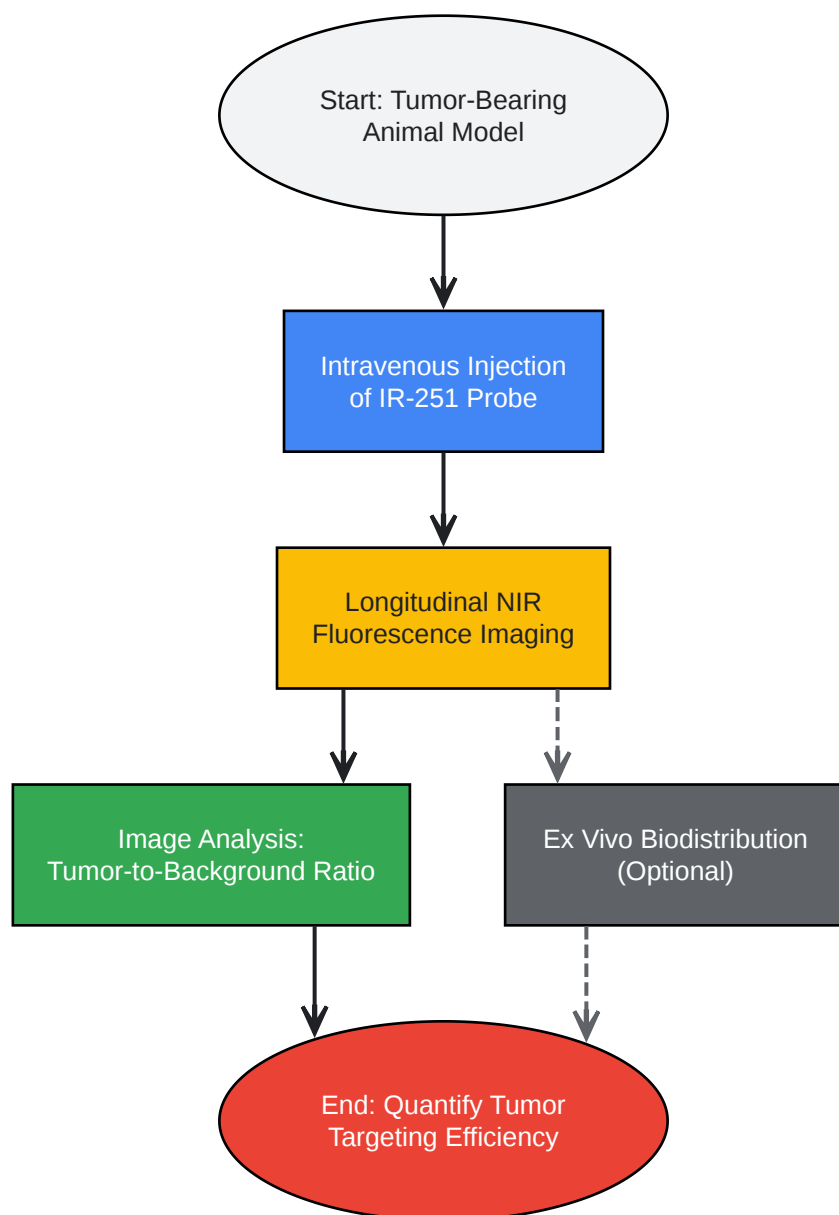 Start: Tumor-Bearing
Animal Model
Intravenous Injection
of IR-251 Probe
Longitudinal NIR
Fluorescence Imaging
Image Analysis:
Tumor-to-Background Ratio
Ex Vivo Biodistribution
(Optional)
End: Quantify Tumor
Targeting Efficiency